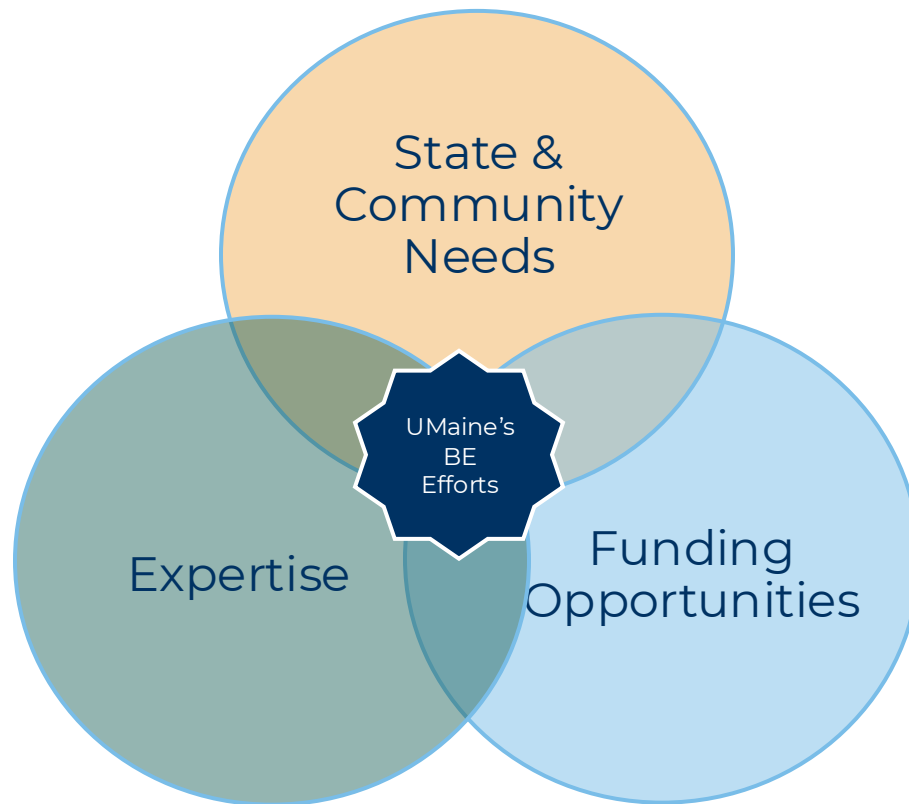 State &
Community
Needs
UMaine’s
BE
Efforts
Expertise
Funding
Opportunities